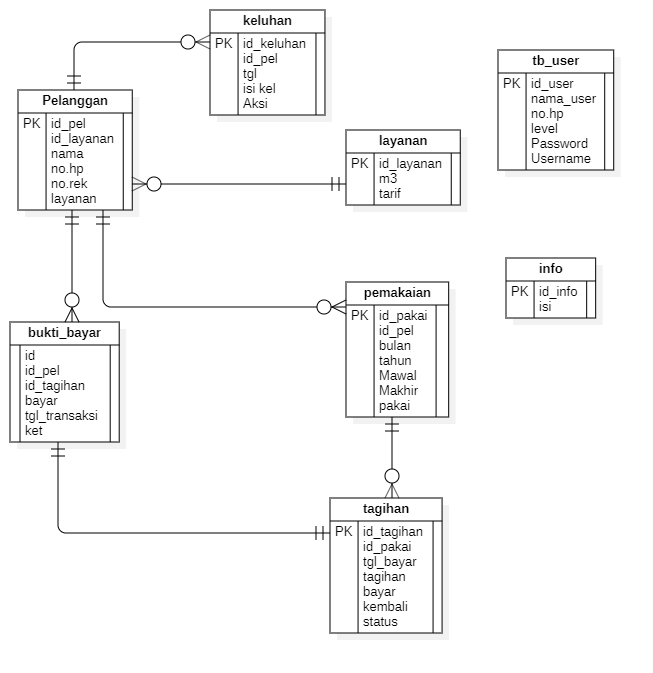 keluhan
PK id_keluhan
id_pel
tgl
isi kel
Aksi
tb_user
PK id_user
nama_user
no.hp
level
Password
Username
Pelanggan
PK id_pel
id_layanan
nama
no.hp
no.rek
layanan
layanan
PK id_layanan
m3
tarif
info
PK id_info
isi
pemakaian
PK id_pakai
id_pel
bulan
tahun
Mawal
Makhir
pakai
bukti_bayar
id
id_pel
id_tagihan
bayar
tgl_transaksi
ket
tagihan
PK id_tagihan
id_pakai
tgl_bayar
tagihan
bayar
kembali
status